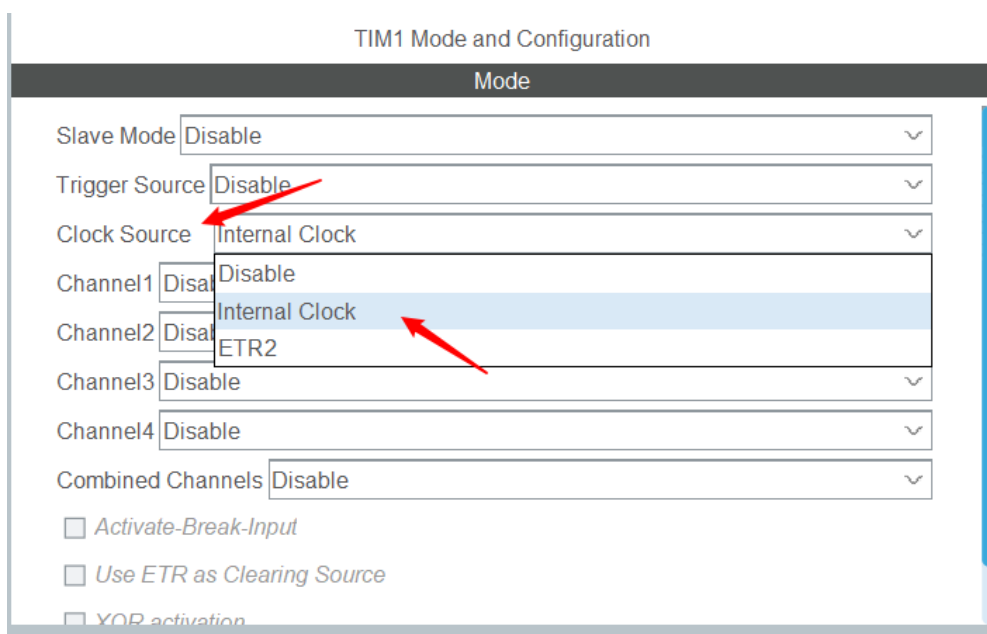 TIM1 Mode and Configuration
Mode
Slave Mode Disable
Trigger Source Disable
Clock Source Internal Clock
Disable
Channel1 Disa
Internal Clock
Channel2 Disa
ETR2
Channel3 Disable
Channel4 Disable
Combined Channels Disable
Activate-Break-Input
Use ETR as Clearing Source
XOR activation